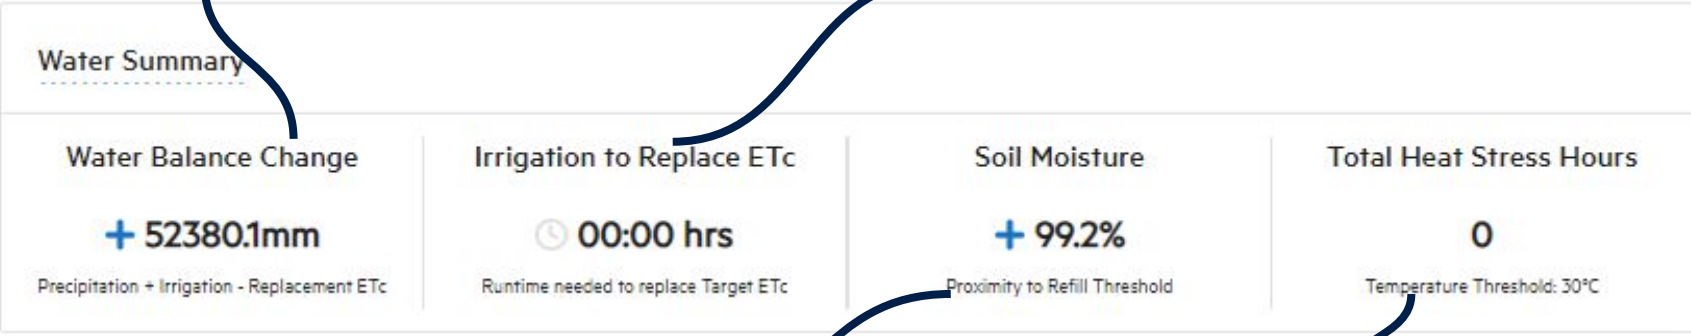 Water Summary
Water Balance Change
+ 52380.1mm
Precipitation + Irrigation - Replacement ETc
Irrigation to Replace ETc
00:00 hrs
Runtime needed to replace Target ETc
Soil Moisture
+ 99.2%
Proximity to Refill Threshold
Total Heat Stress Hours
0
Temperature Threshold: 30°C